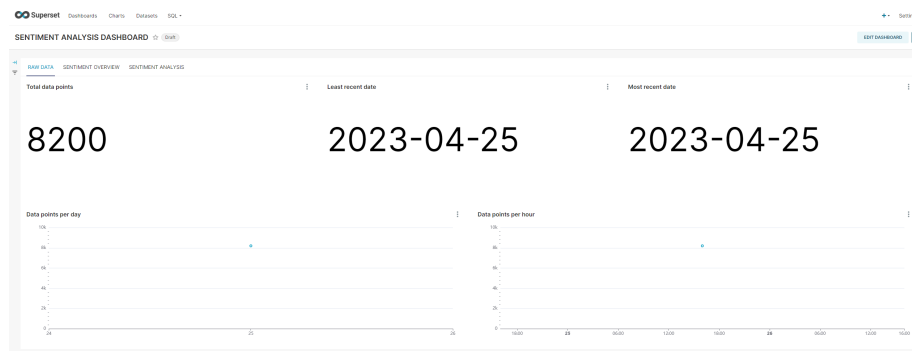 Superset Dashboards Charts Datasets SQL
SENTIMENT ANALYSIS DASHBOARD Draft EDIT DASHBOARD
RAW DATA SENTIMENT OVERVIEW SENTIMENT ANALYSIS
Total data points Least recent date Most recent date
8200 2023-04-25 2023-04-25
Data points per day Data points per hour
10k 10k
8k 8k
6k 6k
4k 4k
2k 2k
0 0
24 25 26 18:00 25 06:00 12:00 18:00 26 06:00 12:00